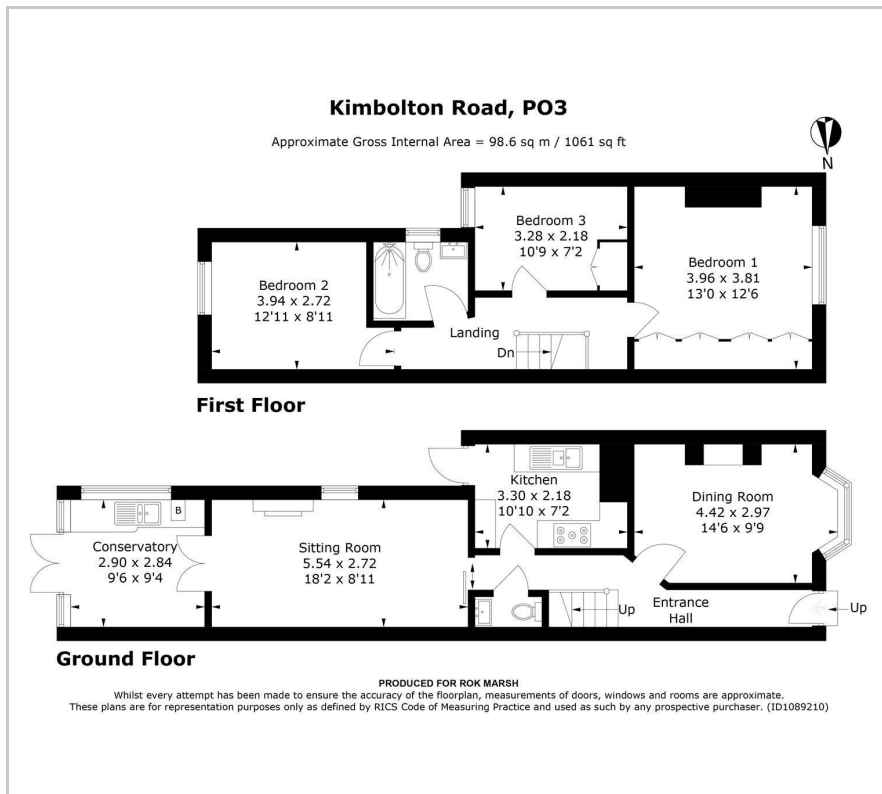 Kimbolton Road, PO3
Approximate Gross Internal Area = 98.6 sq m / 1061 sq ft
N
Bedroom 3
3.28 x 2.18
10'9 x 7'2
Bedroom 1
3.96 x 3.81
13'0 x 12'6
Bedroom 2
3.94 x 2.72
12'11 x 8'11
Landing
Dn
First Floor
Kitchen
3.30 x 2.18
10'10 x 7'2
Dining Room
4.42 x 2.97
14'6 x 9'9
B
Conservatory
2.90 x 2.84
9'6 x 9'4
Sitting Room
5.54 x 2.72
18'2 x 8'11
Up
Entrance
Hall
Up
Ground Floor
PRODUCED FOR ROK MARSH
Whilst every attempt has been made to ensure the accuracy of the floorplan, measurements of doors, windows and rooms are approximate.
These plans are for representation purposes only as defined by RICS Code of Measuring Practice and used as such by any prospective purchaser. (ID1089210)